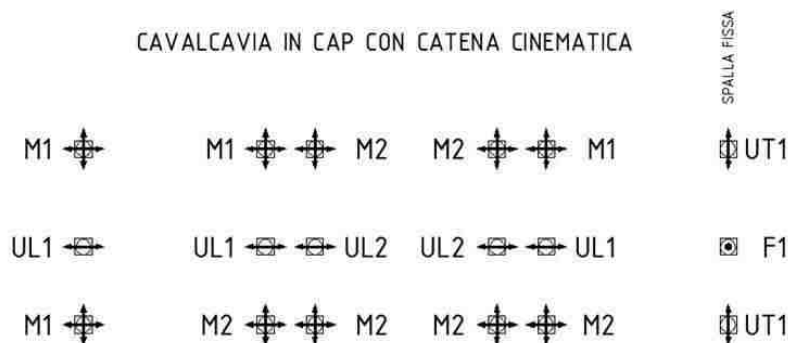 CAVALCAVIA IN CAP CON CATENA CINEMATICA
SPALLA FISSA
M1 M1 M2 M2 M1 UT1
UL1 UL1 UL2 UL2 UL1 F1
M1 M2 M2 M2 M2 UT1